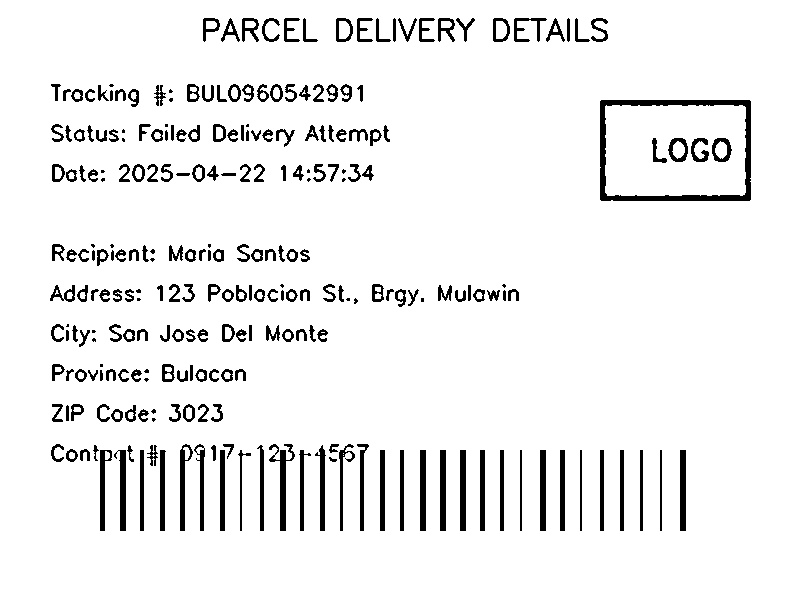 PARCEL DELIVERY DETAILS
Tracking #: BUL0960542991
Status: Failed Delivery Attempt
LOGO
Date: 2025-04-22 14:57:34
Recipient: Maria Santos
Address: 123 Poblacion St., Brgy. Mulawin
City: San Jose Del Monte
Province: Bulacan
ZIP Code: 3023
Contact #: 0917-123-4567